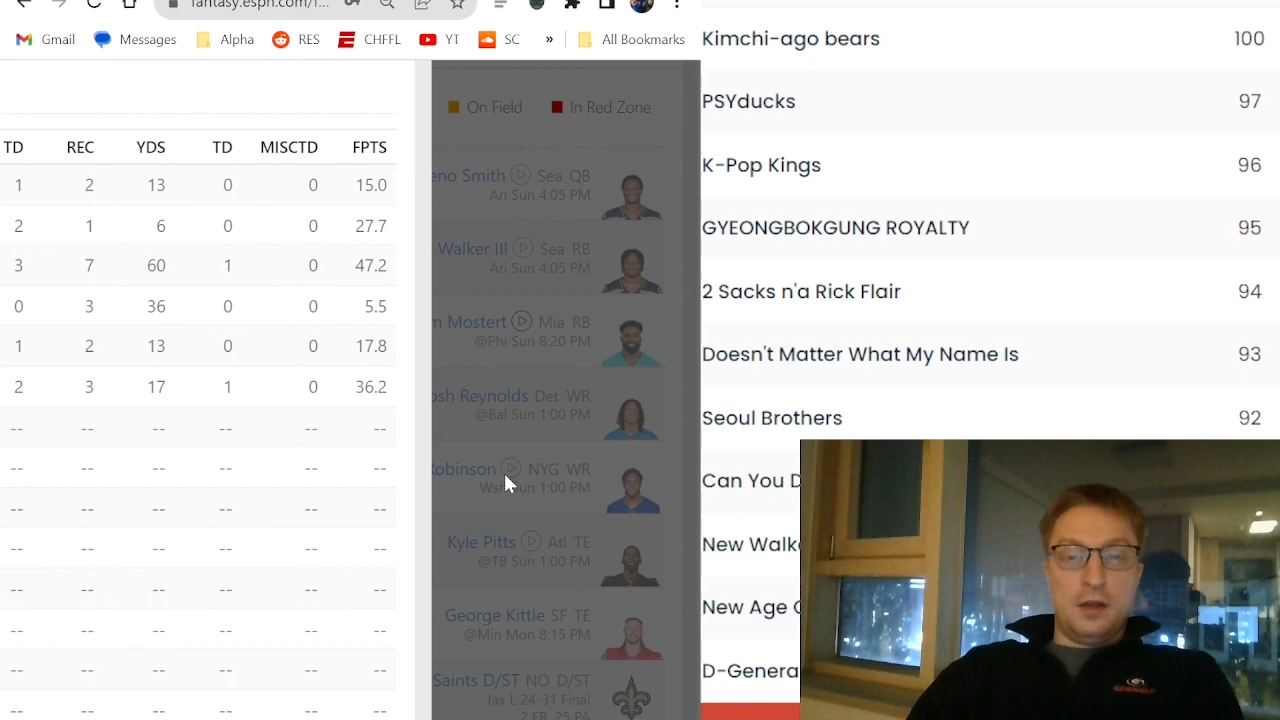 fantasy.espn.com/f...
Gmail Messages Alpha RES CHFFL YT SC » All Bookmarks
TD REC YDS TD MISCTD FPTS
1 2 13 0 0 15.0
2 1 6 0 0 27.7
3 7 60 1 0 47.2
0 3 36 0 0 5.5
1 2 13 0 0 17.8
2 3 17 1 0 36.2
-- -- -- -- -- --
-- -- -- -- -- --
-- -- -- -- -- --
-- -- -- -- -- --
-- -- -- -- -- --
-- -- -- -- -- --
-- -- -- -- -- --
-- -- -- -- -- --
On Field In Red Zone
eno Smith Sea QB
Ari Sun 4:05 PM
Walker III Sea RB
Ari Sun 4:05 PM
m Mostert Mia RB
@Phi Sun 8:20 PM
osh Reynolds Det WR
@Bal Sun 1:00 PM
Robinson NYG WR
Wsh Sun 1:00 PM
Kyle Pitts Atl TE
@TB Sun 1:00 PM
George Kittle SF TE
@Min Mon 8:15 PM
Saints D/ST NO D/ST
Jax L 24-31 Final
2 FR, 25 PA
Kimchi-ago bears 100
PSYducks 97
K-Pop Kings 96
GYEONGBOKGUNG ROYALTY 95
2 Sacks n'a Rick Flair 94
Doesn't Matter What My Name Is 93
Seoul Brothers 92
Can You D
New Walk
New Age
D-Genera